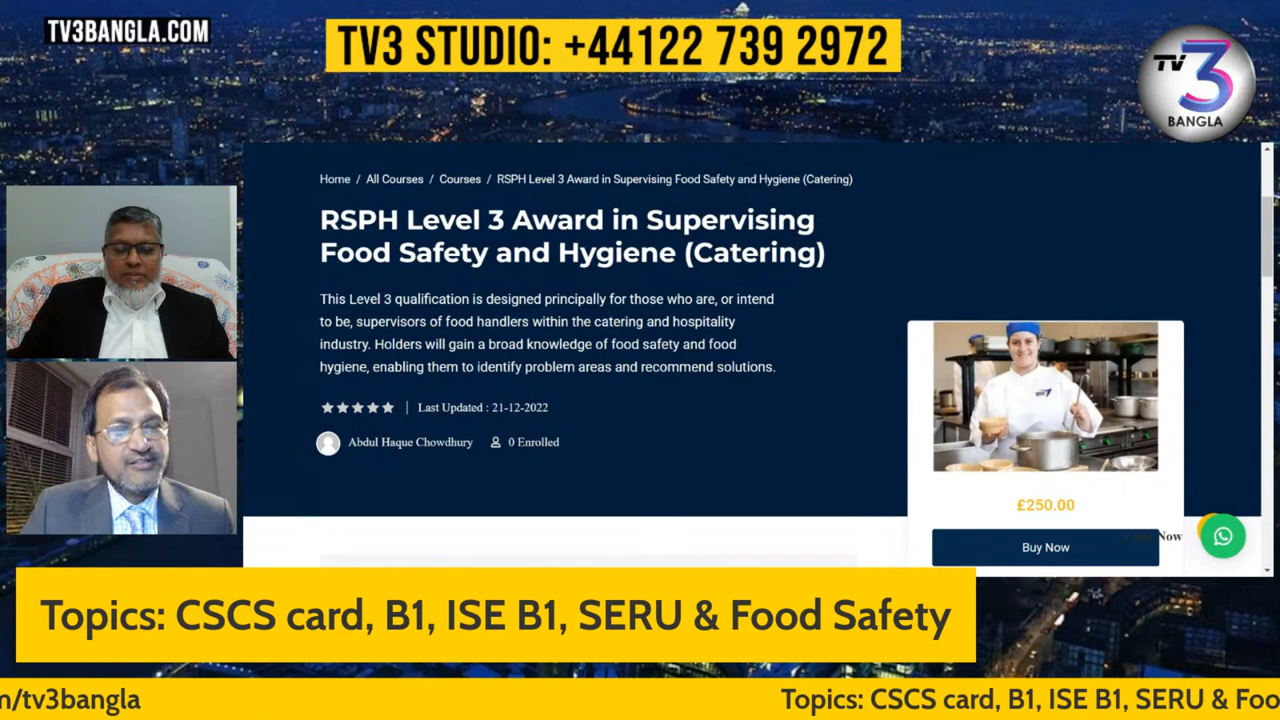 TV3BANGLA.COM
TV3 STUDIO: +44122 739 2972
TV 3
BANGLA
Home / All Courses / Courses / RSPH Level 3 Award in Supervising Food Safety and Hygiene (Catering)
RSPH Level 3 Award in Supervising
Food Safety and Hygiene (Catering)
This Level 3 qualification is designed principally for those who are, or intend
to be, supervisors of food handlers within the catering and hospitality
industry. Holders will gain a broad knowledge of food safety and food
hygiene, enabling them to identify problem areas and recommend solutions.
Last Updated : 21-12-2022
Abdul Haque Chowdhury 0 Enrolled
£250.00
Buy Now
Now
Topics: CSCS card, B1, ISE B1, SERU & Food Safety
m/tv3bangla
Topics: CSCS card, B1, ISE B1, SERU & Foo